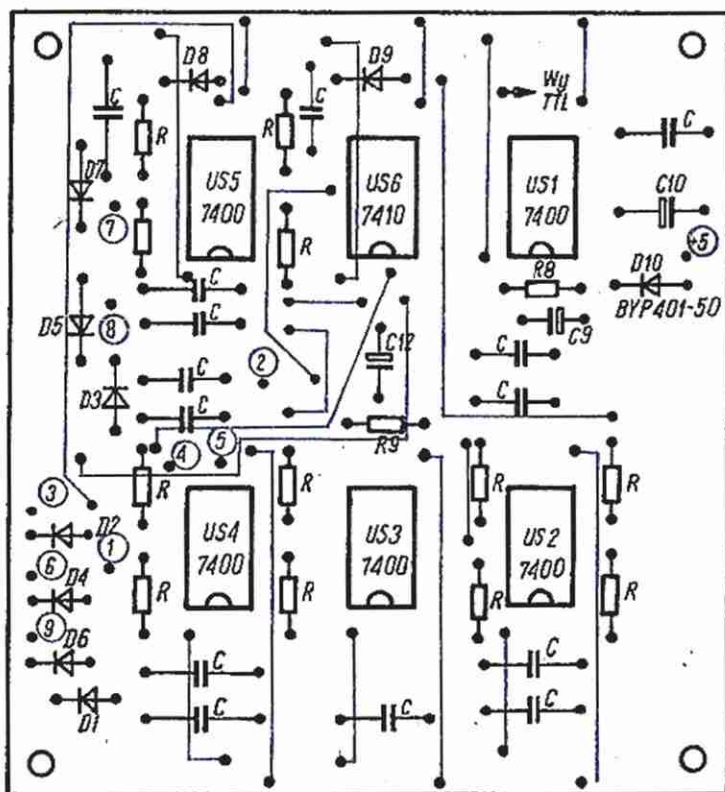 D8
D9
Wy
TTL
C
R
R
C
C
US5
7400
US6
7410
US1
7400
D7
C10
7
R
+5
R8
D10
C
BYP401-50
D5
8
C
C9
C12
2
C
D3
C
C
C
R9
4
5
R
R
R
R
3
US4
7400
US3
7400
US2
7400
D2
1
6
D4
R
R
R
R
9
D6
C
C
D1
C
C
C